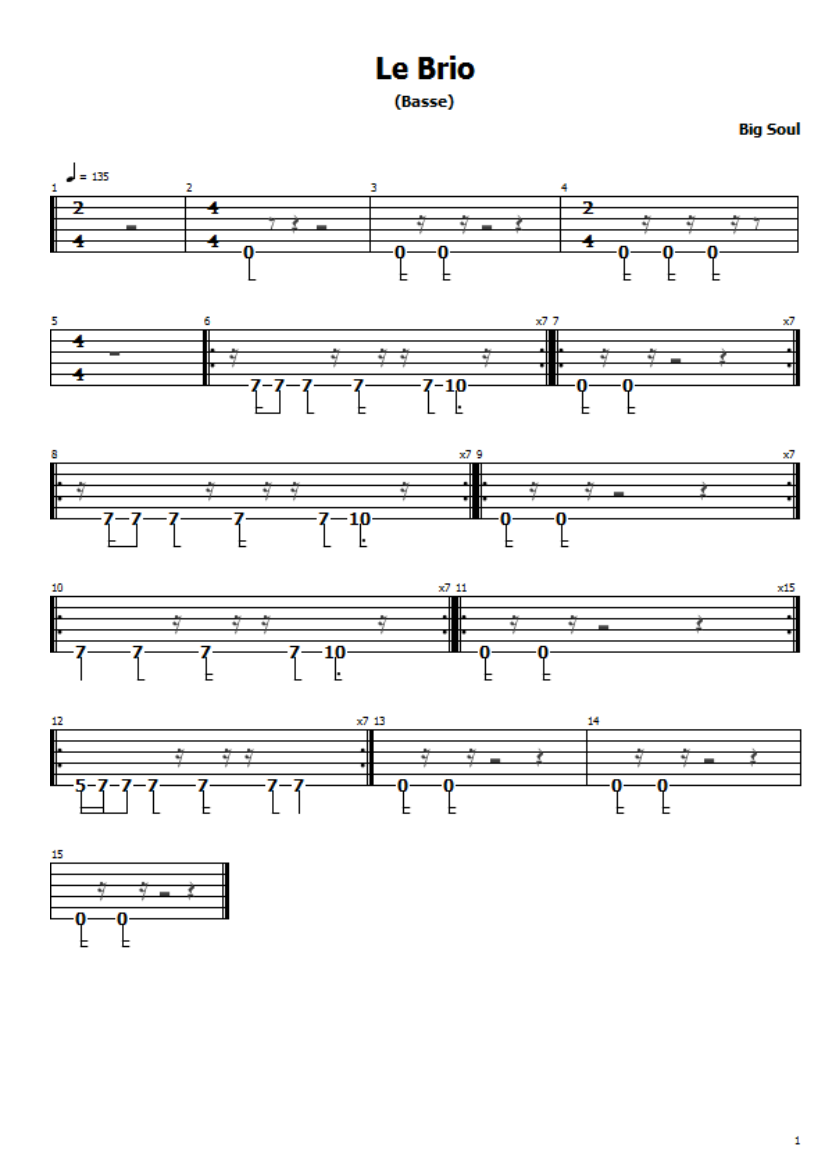 Le Brio
(Basse)
Big Soul
= 135
1 2 3 4
2 4 2
4 4 4
0 0 0 0 0 0
5 6 x7 7 x7
4
4
7 7 7 7 7 10 0 0
8 x7 9 x7
7 7 7 7 7 10 0 0
10 x7 11 x15
7 7 7 7 10 0 0
12 x7 13 14
5 7 7 7 7 7 7 0 0 0 0
15
0 0
1